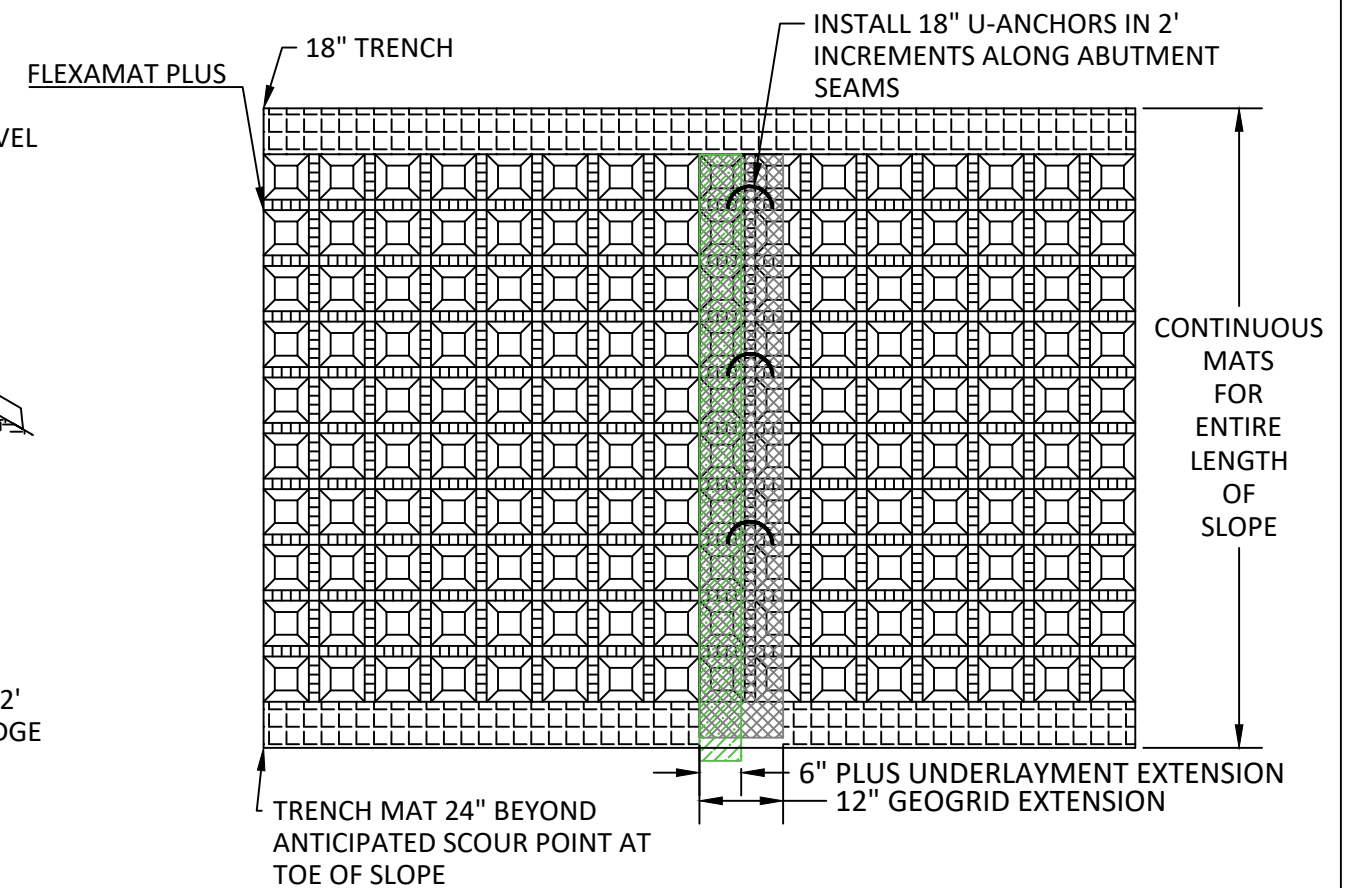 INSTALL 18" U-ANCHORS IN 2'
INCREMENTS ALONG ABUTMENT
SEAMS
18" TRENCH
FLEXAMAT PLUS
CONTINUOUS
MATS
FOR
ENTIRE
LENGTH
OF
SLOPE
2'
6" PLUS UNDERLAYMENT EXTENSION
12" GEOGRID EXTENSION
TRENCH MAT 24" BEYOND
ANTICIPATED SCOUR POINT AT
TOE OF SLOPE